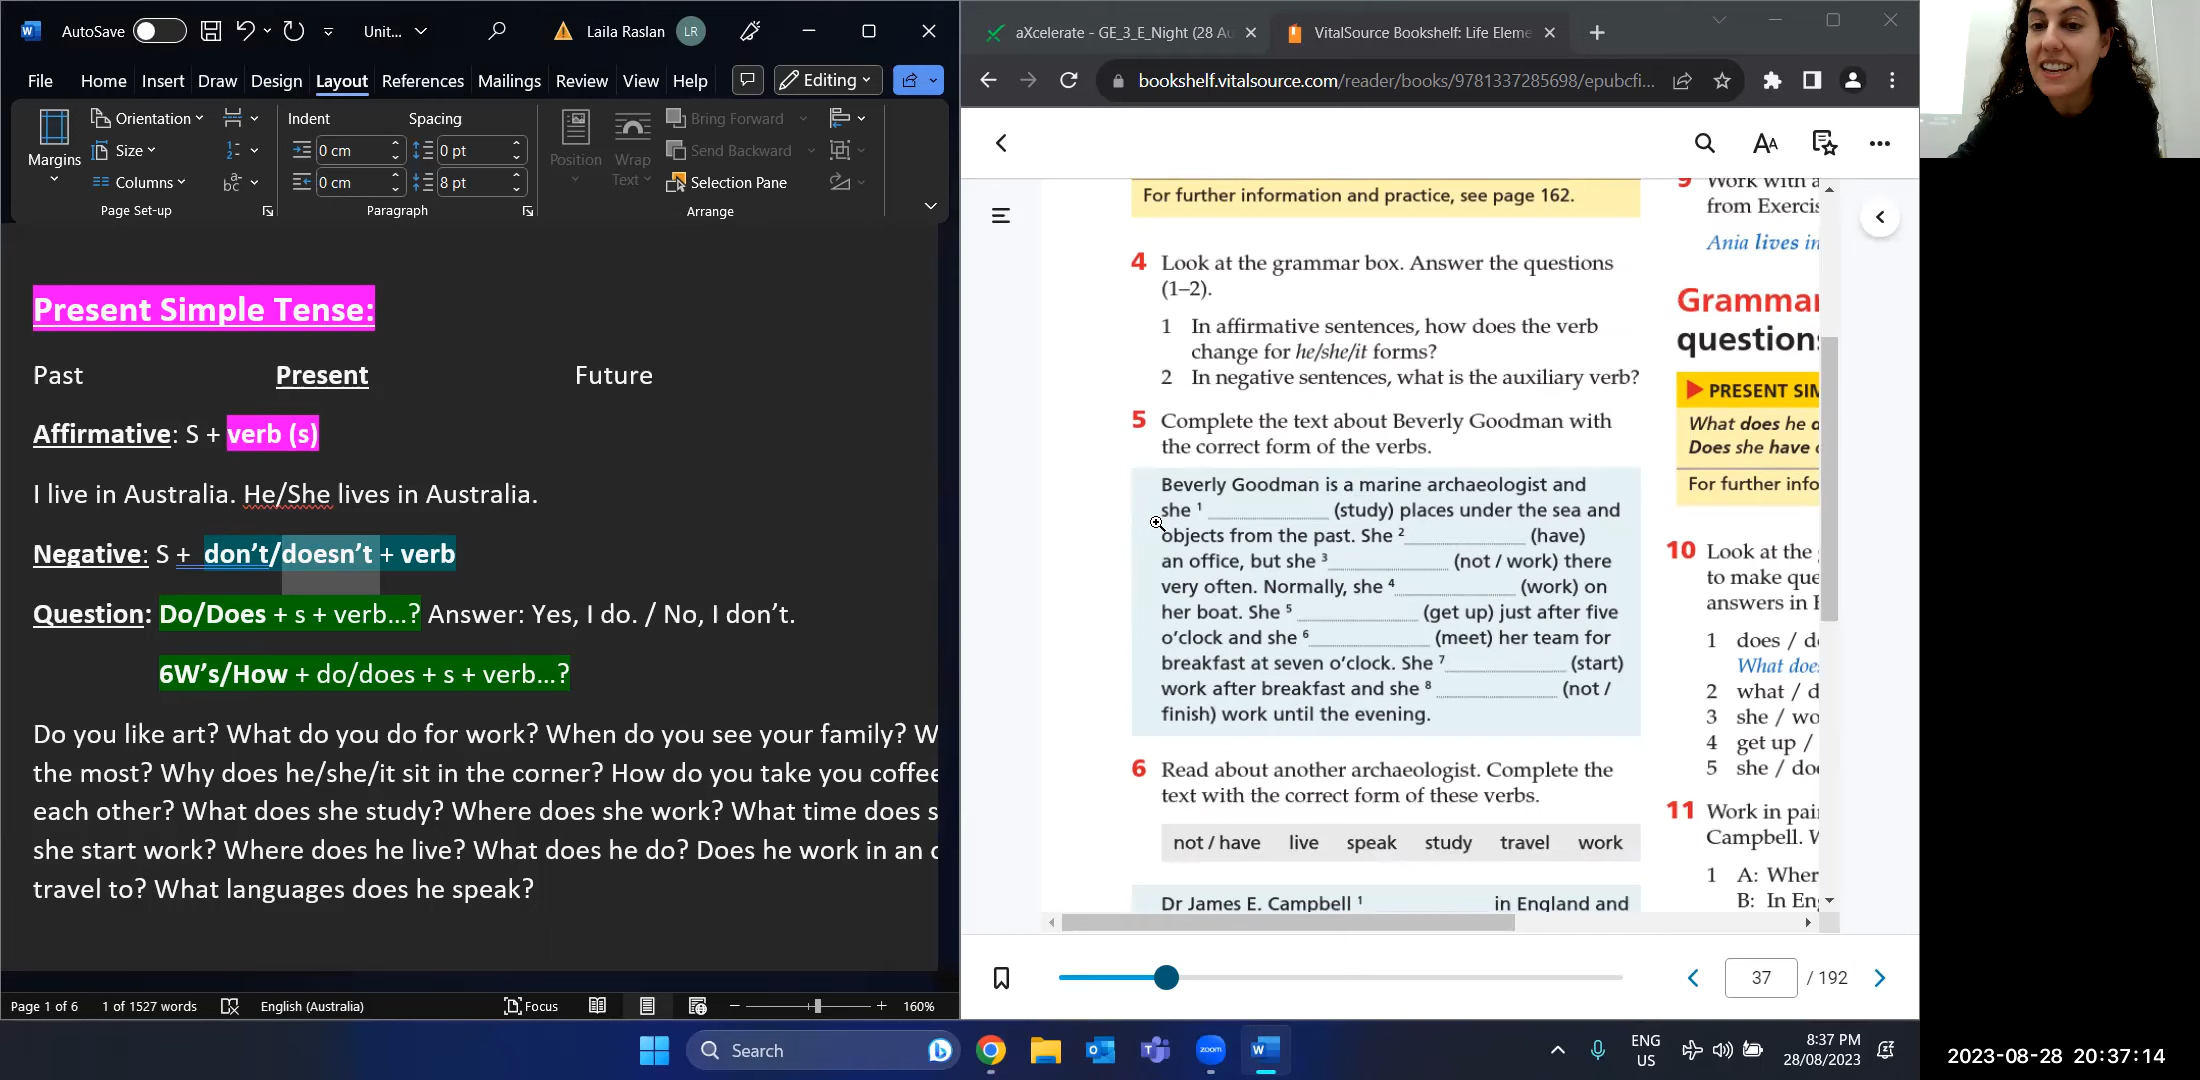 AutoSave
Unit...
Laila Raslan
LR
File Home Insert Draw Design Layout References Mailings Review View Help
Editing
Margins
Orientation
Size
Columns
Page Set-up
Indent
Spacing
0 cm
0 pt
0 cm
8 pt
Paragraph
Position
Wrap Text
Bring Forward
Send Backward
Selection Pane
Arrange
Present Simple Tense:
Past Present Future
Affirmative: S + verb (s)
I live in Australia. He/She lives in Australia.
Negative: S + don't/doesn't + verb
Question: Do/Does + s + verb...? Answer: Yes, I do. / No, I don't.
6W's/How + do/does + s + verb...?
Do you like art? What do you do for work? When do you see your family? W
the most? Why does he/she/it sit in the corner? How do you take you coffee
each other? What does she study? Where does she work? What time does s
she start work? Where does he live? What does he do? Does he work in an o
travel to? What languages does he speak?
Page 1 of 6
1 of 1527 words
English (Australia)
Focus
160%
aXcelerate - GE_3_E_Night (28 Au
VitalSource Bookshelf: Life Eleme
bookshelf.vitalsource.com/reader/books/9781337285698/epubcfi...
For further information and practice, see page 162.
4 Look at the grammar box. Answer the questions
(1–2).
1 In affirmative sentences, how does the verb
change for he/she/it forms?
2 In negative sentences, what is the auxiliary verb?
5 Complete the text about Beverly Goodman with
the correct form of the verbs.
Beverly Goodman is a marine archaeologist and
she 1 ____________ (study) places under the sea and
objects from the past. She 2 ____________ (have)
an office, but she 3 ____________ (not / work) there
very often. Normally, she 4 ____________ (work) on
her boat. She 5 ____________ (get up) just after five
o'clock and she 6 ____________ (meet) her team for
breakfast at seven o'clock. She 7 ____________ (start)
work after breakfast and she 8 ____________ (not /
finish) work until the evening.
6 Read about another archaeologist. Complete the
text with the correct form of these verbs.
not / have live speak study travel work
Dr James E. Campbell 1 in England and
9 Work with a
from Exercis
Ania lives in
Grammar
questions
PRESENT SIM
What does he d
Does she have
For further info
10 Look at the
to make que
answers in
1 does / d
What doe
2 what / d
3 she / wo
4 get up /
5 she / do
11 Work in pai
Campbell. W
1 A: Wher
B: In Eng
37 / 192
Search
zoom
ENG
US
8:37 PM
28/08/2023
2023-08-28 20:37:14